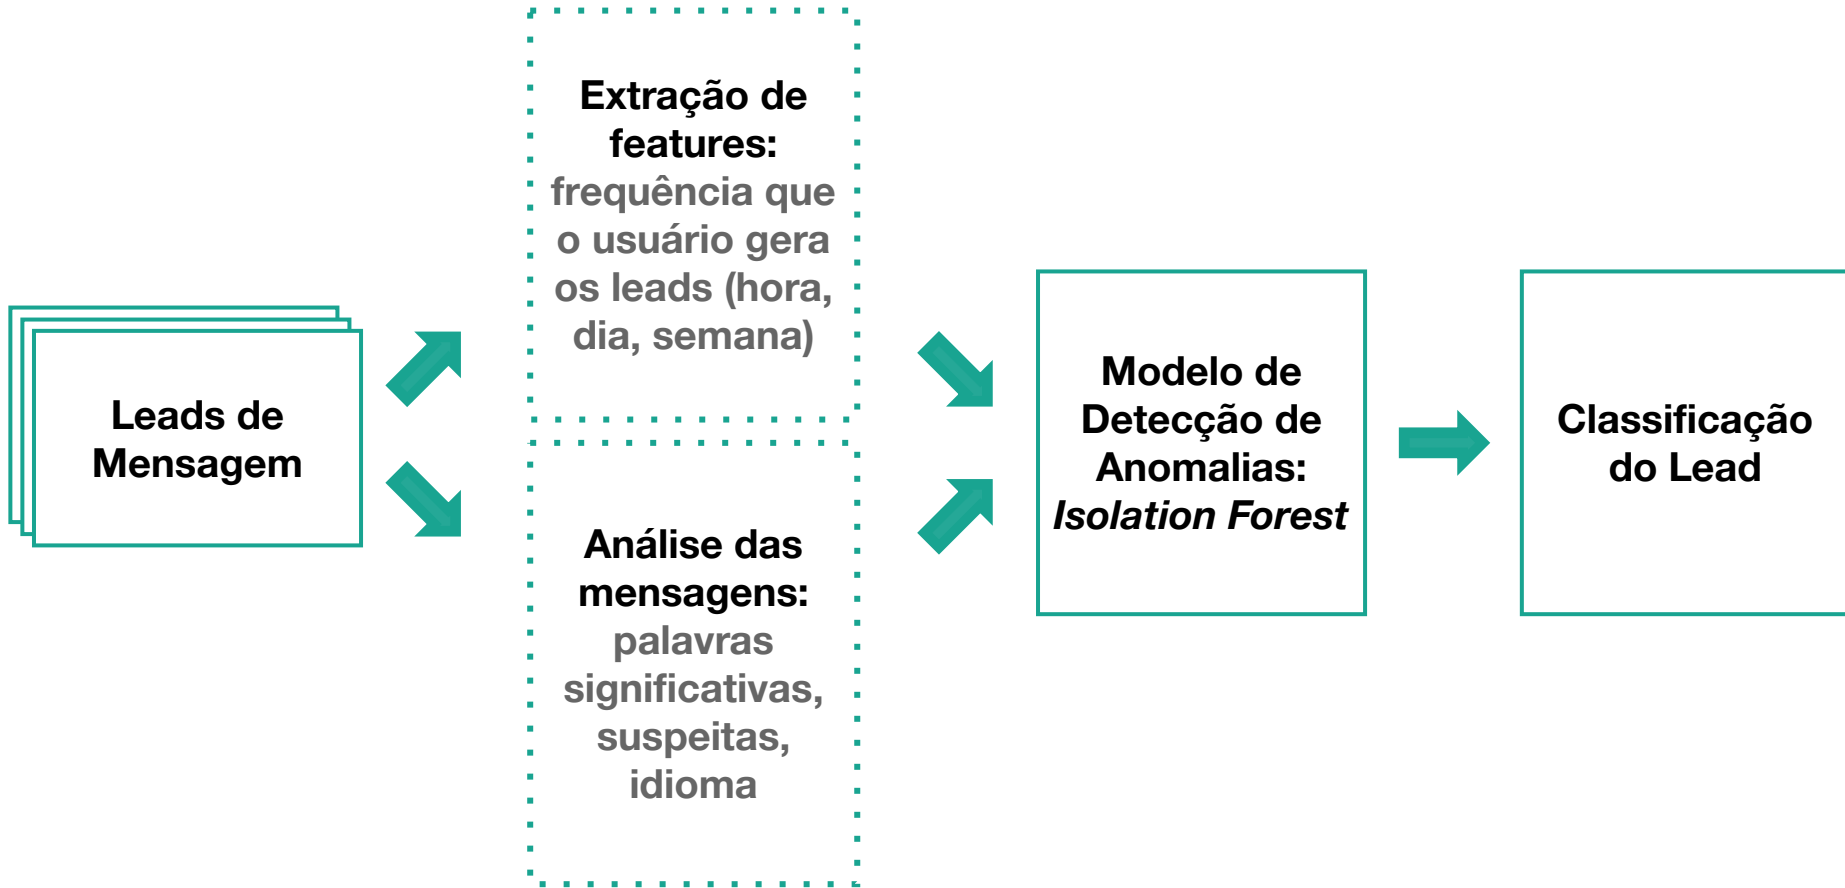 Leads de
Mensagem
Extração de
features:
frequência que
o usuário gera
os leads (hora,
dia, semana)
Análise das
mensagens:
palavras
significativas,
suspeitas,
idioma
Modelo de
Detecção de
Anomalias:
Isolation Forest
Classificação
do Lead